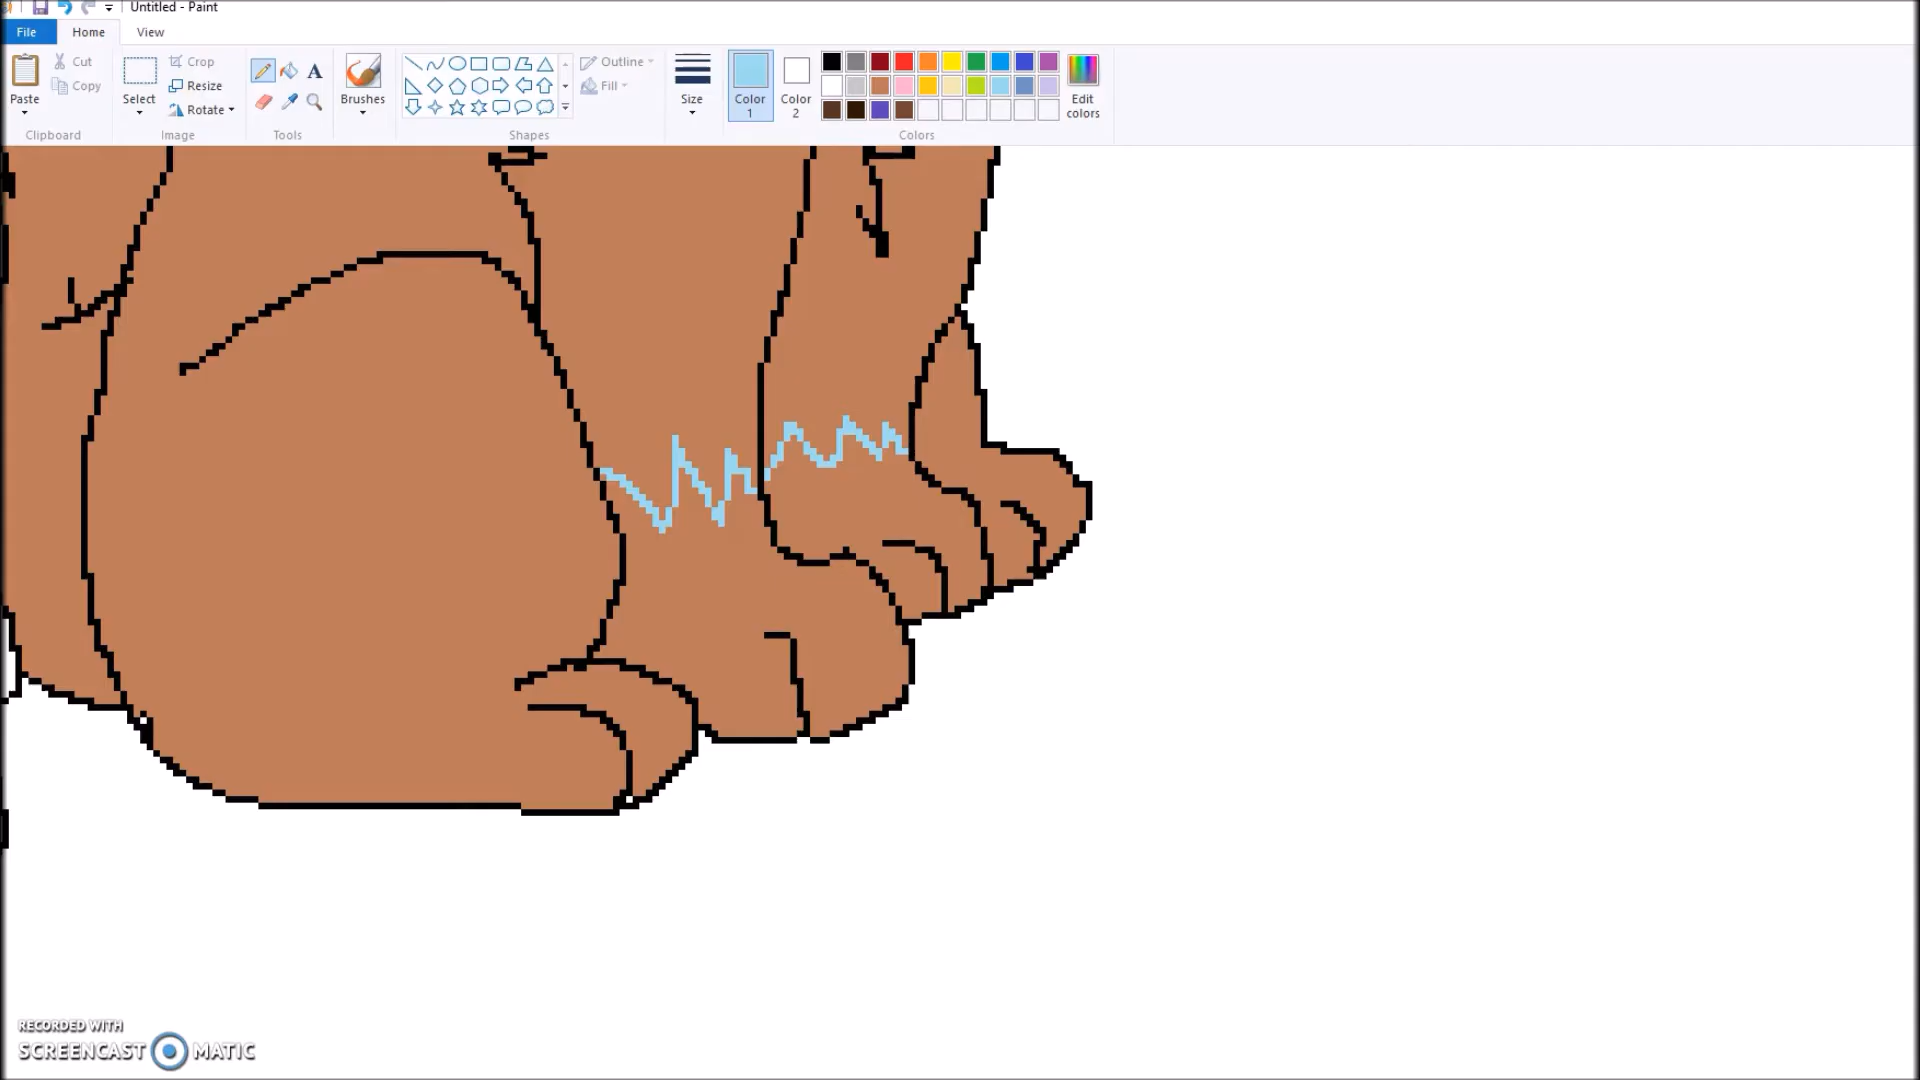 Untitled - Paint
File Home View
Paste Cut Copy Select Crop Resize Rotate A Brushes Outline Fill Size Color 1 Color 2 Edit colors
Clipboard Image Tools Shapes Colors
RECORDED WITH
SCREENCAST MATIC